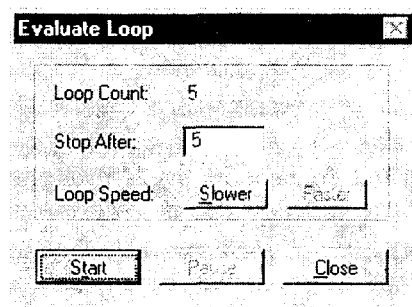 Evaluate Loop
Loop Count: 5
Stop After: 5
Loop Speed: Slower Faster
Start Pause Close